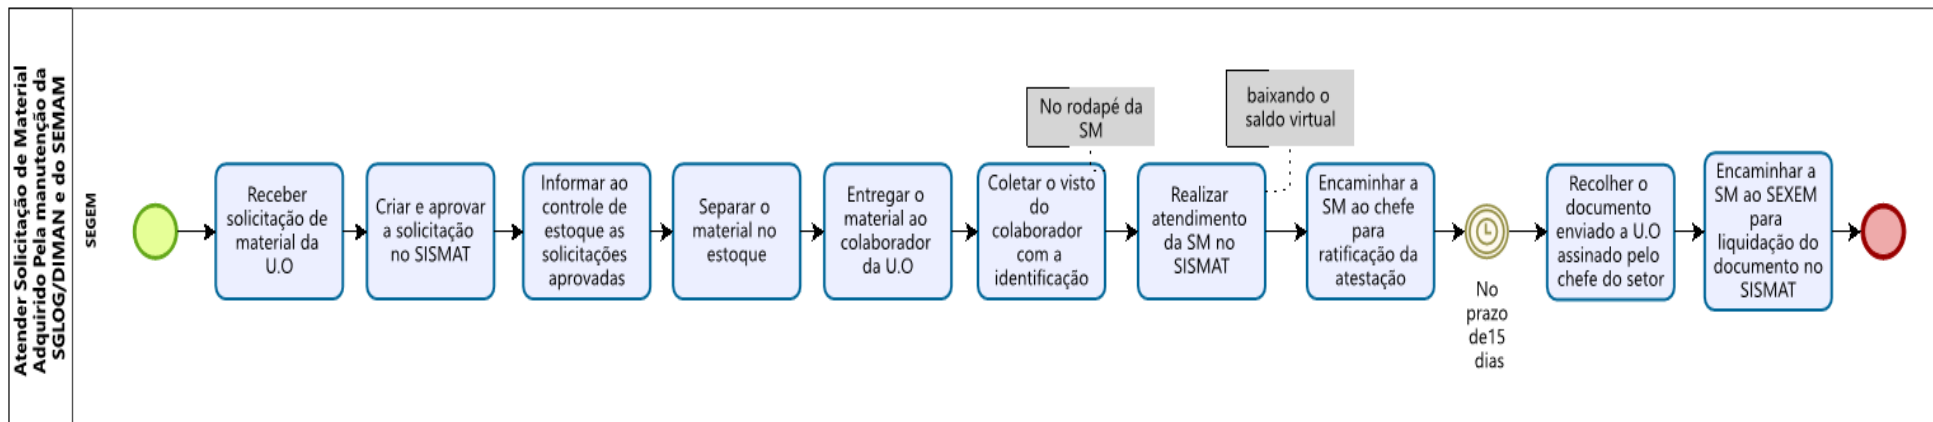 Atender Solicitação de Material
Adquirido Pela manutenção da
SGLOG/DIMAN e do SEMAM
SEGEM
Receber
solicitação de
material da
U.O
Criar e aprovar
a solicitação
no SISMAT
Informar ao
controle de
estoque as
solicitações
aprovadas
Separar o
material no
estoque
Entregar o
material ao
colaborador
da U.O
No rodapé da
SM
Coletar o visto
do
colaborador
com a
identificação
baixando o
saldo virtual
Realizar
atendimento
da SM no
SISMAT
Encaminhar a
SM ao chefe
para
ratificação da
atestação
No
prazo
de15
dias
Recolher o
documento
enviado a U.O
assinado pelo
chefe do setor
Encaminhar a
SM ao SEXEM
para
liquidação do
documento no
SISMAT